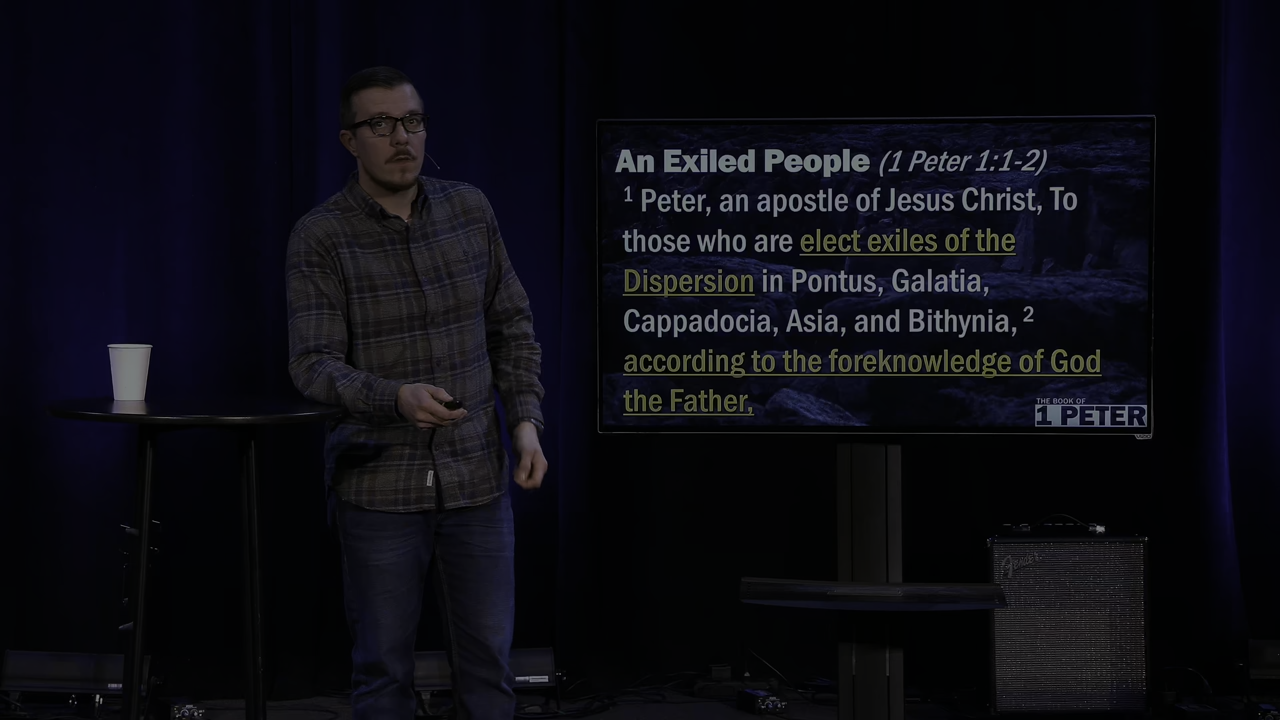 An Exiled People (1 Peter 1:1-2)
1 Peter, an apostle of Jesus Christ, To
those who are elect exiles of the
Dispersion in Pontus, Galatia,
Cappadocia, Asia, and Bithynia, 2
according to the foreknowledge of God
the Father,
THE BOOK OF
1 PETER
Fender